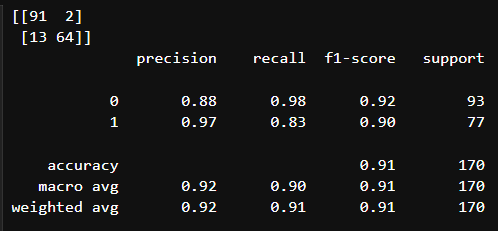 [[91  2]
 [13 64]]
              precision    recall  f1-score   support

           0       0.88      0.98      0.92        93
           1       0.97      0.83      0.90        77

    accuracy                           0.91       170
   macro avg       0.92      0.90      0.91       170
weighted avg       0.92      0.91      0.91       170